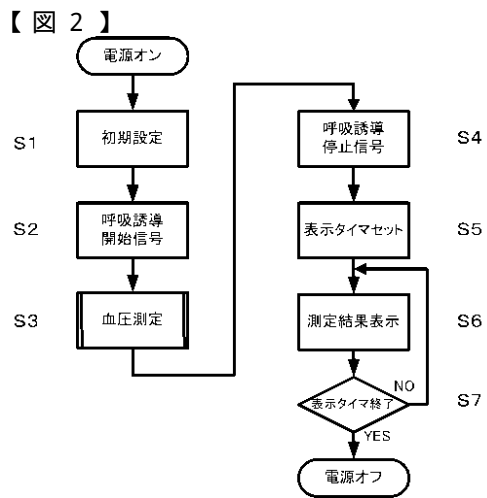 【図2】
電源オン
S1
初期設定
S2
呼吸誘導
開始信号
S3
血圧測定
呼吸誘導
停止信号
S4
表示タイマセット
S5
測定結果表示
S6
表示タイマ終了
NO
S7
YES
電源オフ